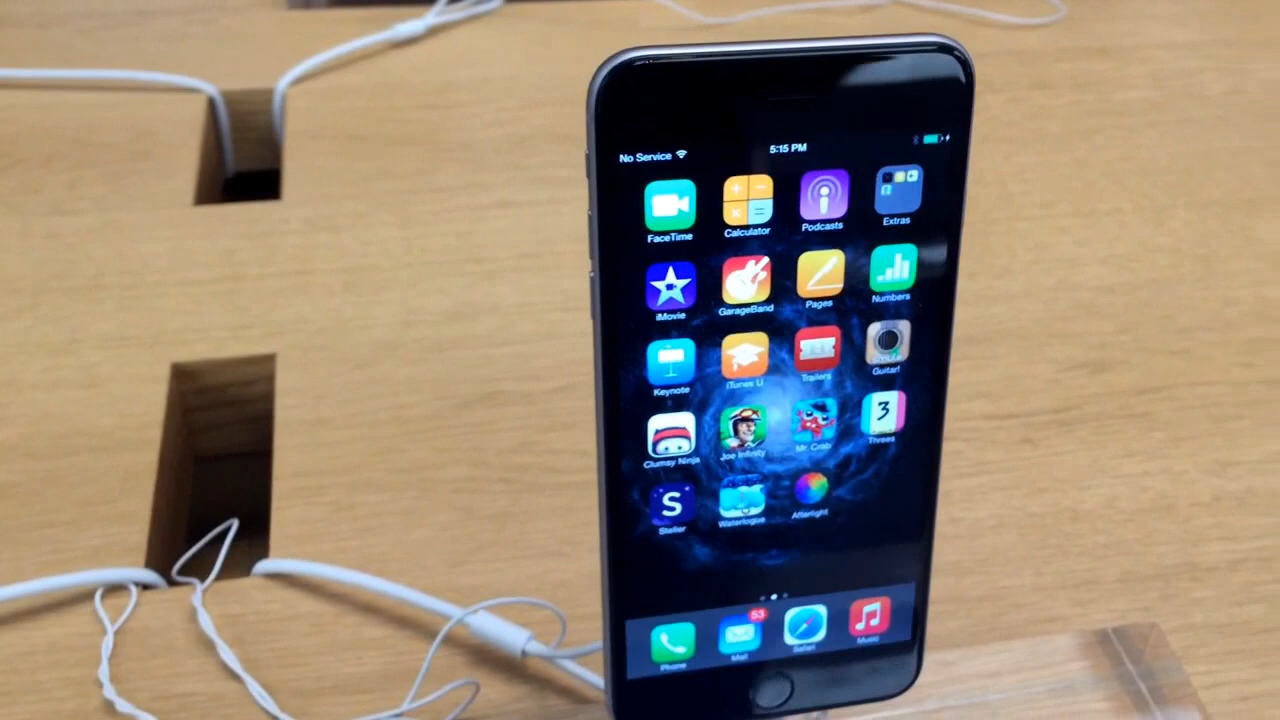 No Service 5:15 PM
FaceTime Calculator Podcasts Extras
iMovie GarageBand Pages Numbers
3
Keynote iTunes U Trailers Guitar!
Clumsy Ninja Joe Infinity Mr. Crab Threes
S
Steller Waterlogue Afterlight
53
Phone Mail Safari Music